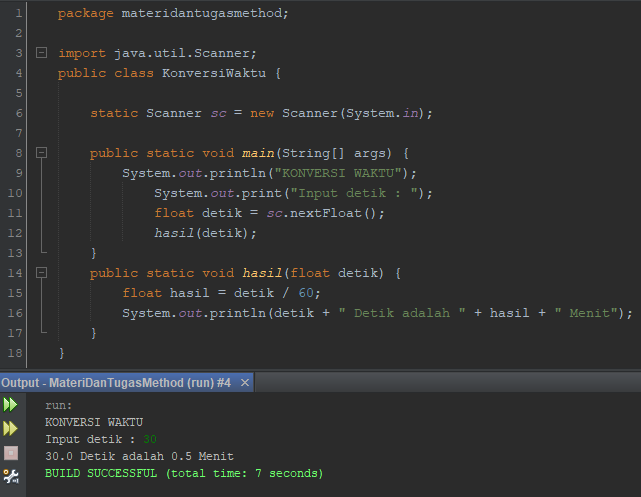 1 package materidantugasmethod;
2
3 import java.util.Scanner;
4 public class KonversiWaktu {
5
6 static Scanner sc = new Scanner(System.in);
7
8 public static void main(String[] args) {
9 System.out.println("KONVERSI WAKTU");
10 System.out.print("Input detik : ");
11 float detik = sc.nextFloat();
12 hasil(detik);
13 }
14 public static void hasil(float detik) {
15 float hasil = detik / 60;
16 System.out.println(detik + " Detik adalah " + hasil + " Menit");
17 }
18 }
Output - MateriDanTugasMethod (run) #4 ×
run:
KONVERSI WAKTU
Input detik : 30
30.0 Detik adalah 0.5 Menit
BUILD SUCCESSFUL (total time: 7 seconds)